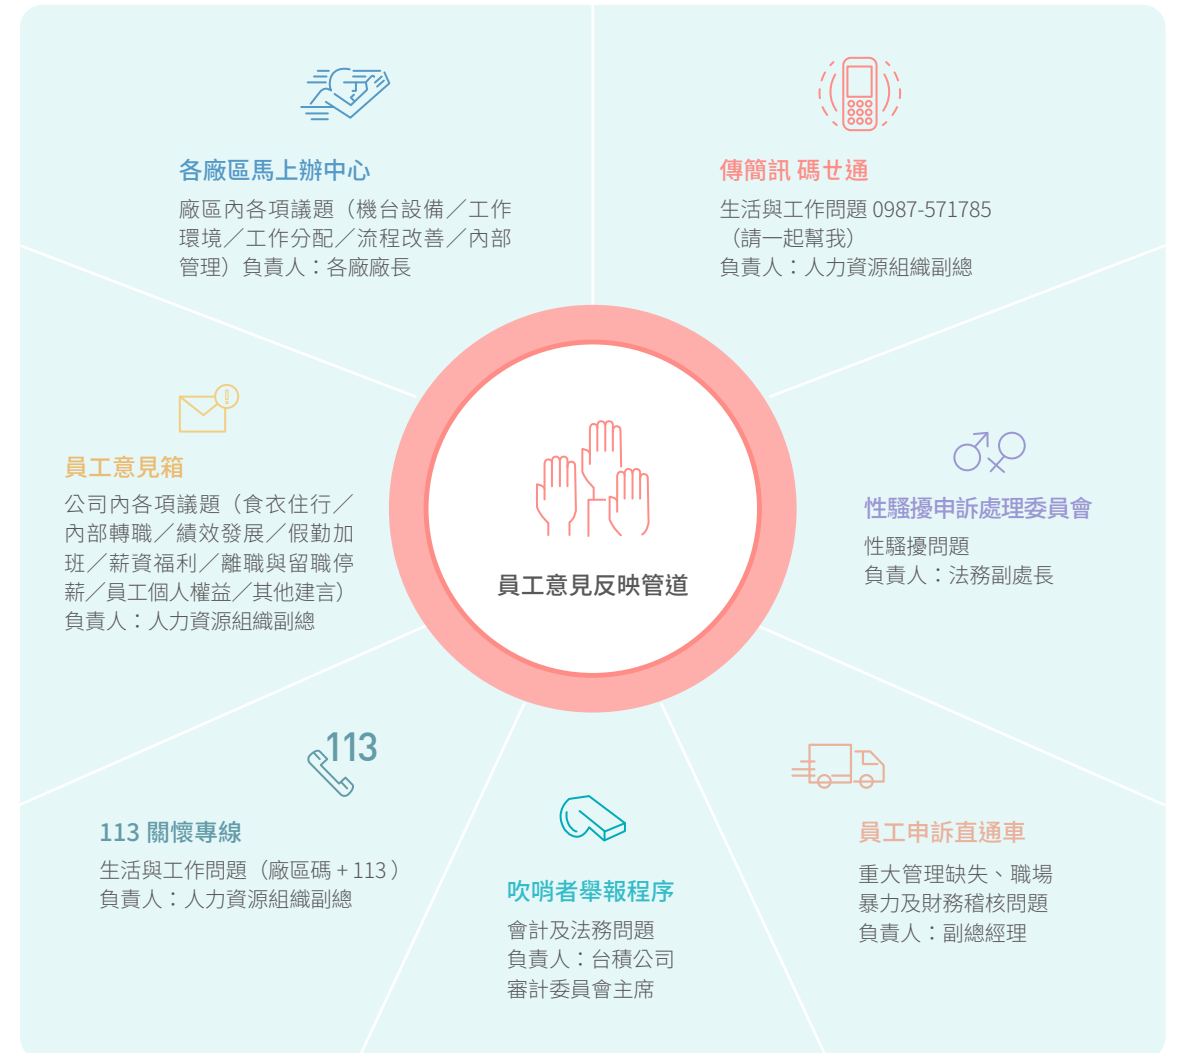 各廠區馬上辦中心
廠區內各項議題（機台設備／工作
環境／工作分配／流程改善／內部
管理）負責人：各廠廠長
傳簡訊 碼ㄝ通
生活與工作問題 0987-571785
（請一起幫我）
負責人：人力資源組織副總
員工意見箱
公司內各項議題（食衣住行／
內部轉職／績效發展／假勤加
班／薪資福利／離職與留職停
薪／員工個人權益／其他建言）
負責人：人力資源組織副總
員工意見反映管道
性騷擾申訴處理委員會
性騷擾問題
負責人：法務副處長
113
113 關懷專線
生活與工作問題（廠區碼 + 113 ）
負責人：人力資源組織副總
吹哨者舉報程序
會計及法務問題
負責人：台積公司
審計委員會主席
員工申訴直通車
重大管理缺失、職場
暴力及財務稽核問題
負責人：副總經理